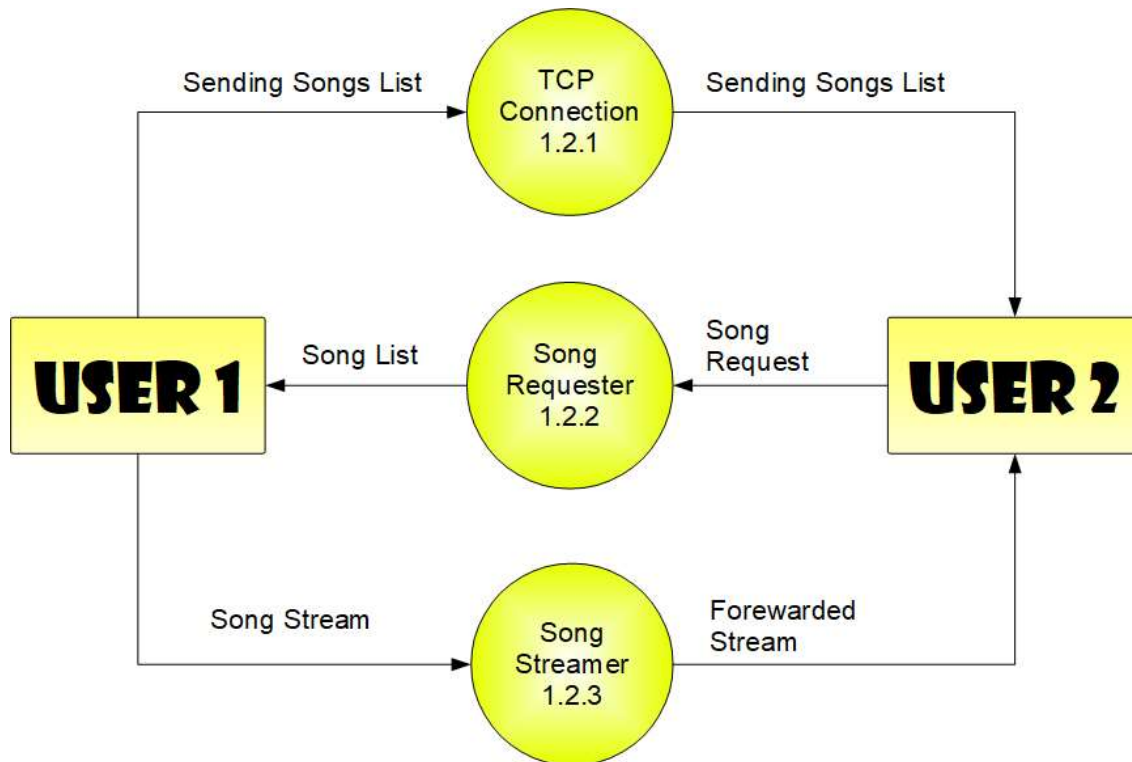 Sending Songs List
TCP
Connection
1.2.1
Sending Songs List
USER 1
Song List
Song
Requester
1.2.2
Song
Request
USER 2
Song Stream
Song
Streamer
1.2.3
Forewarded
Stream